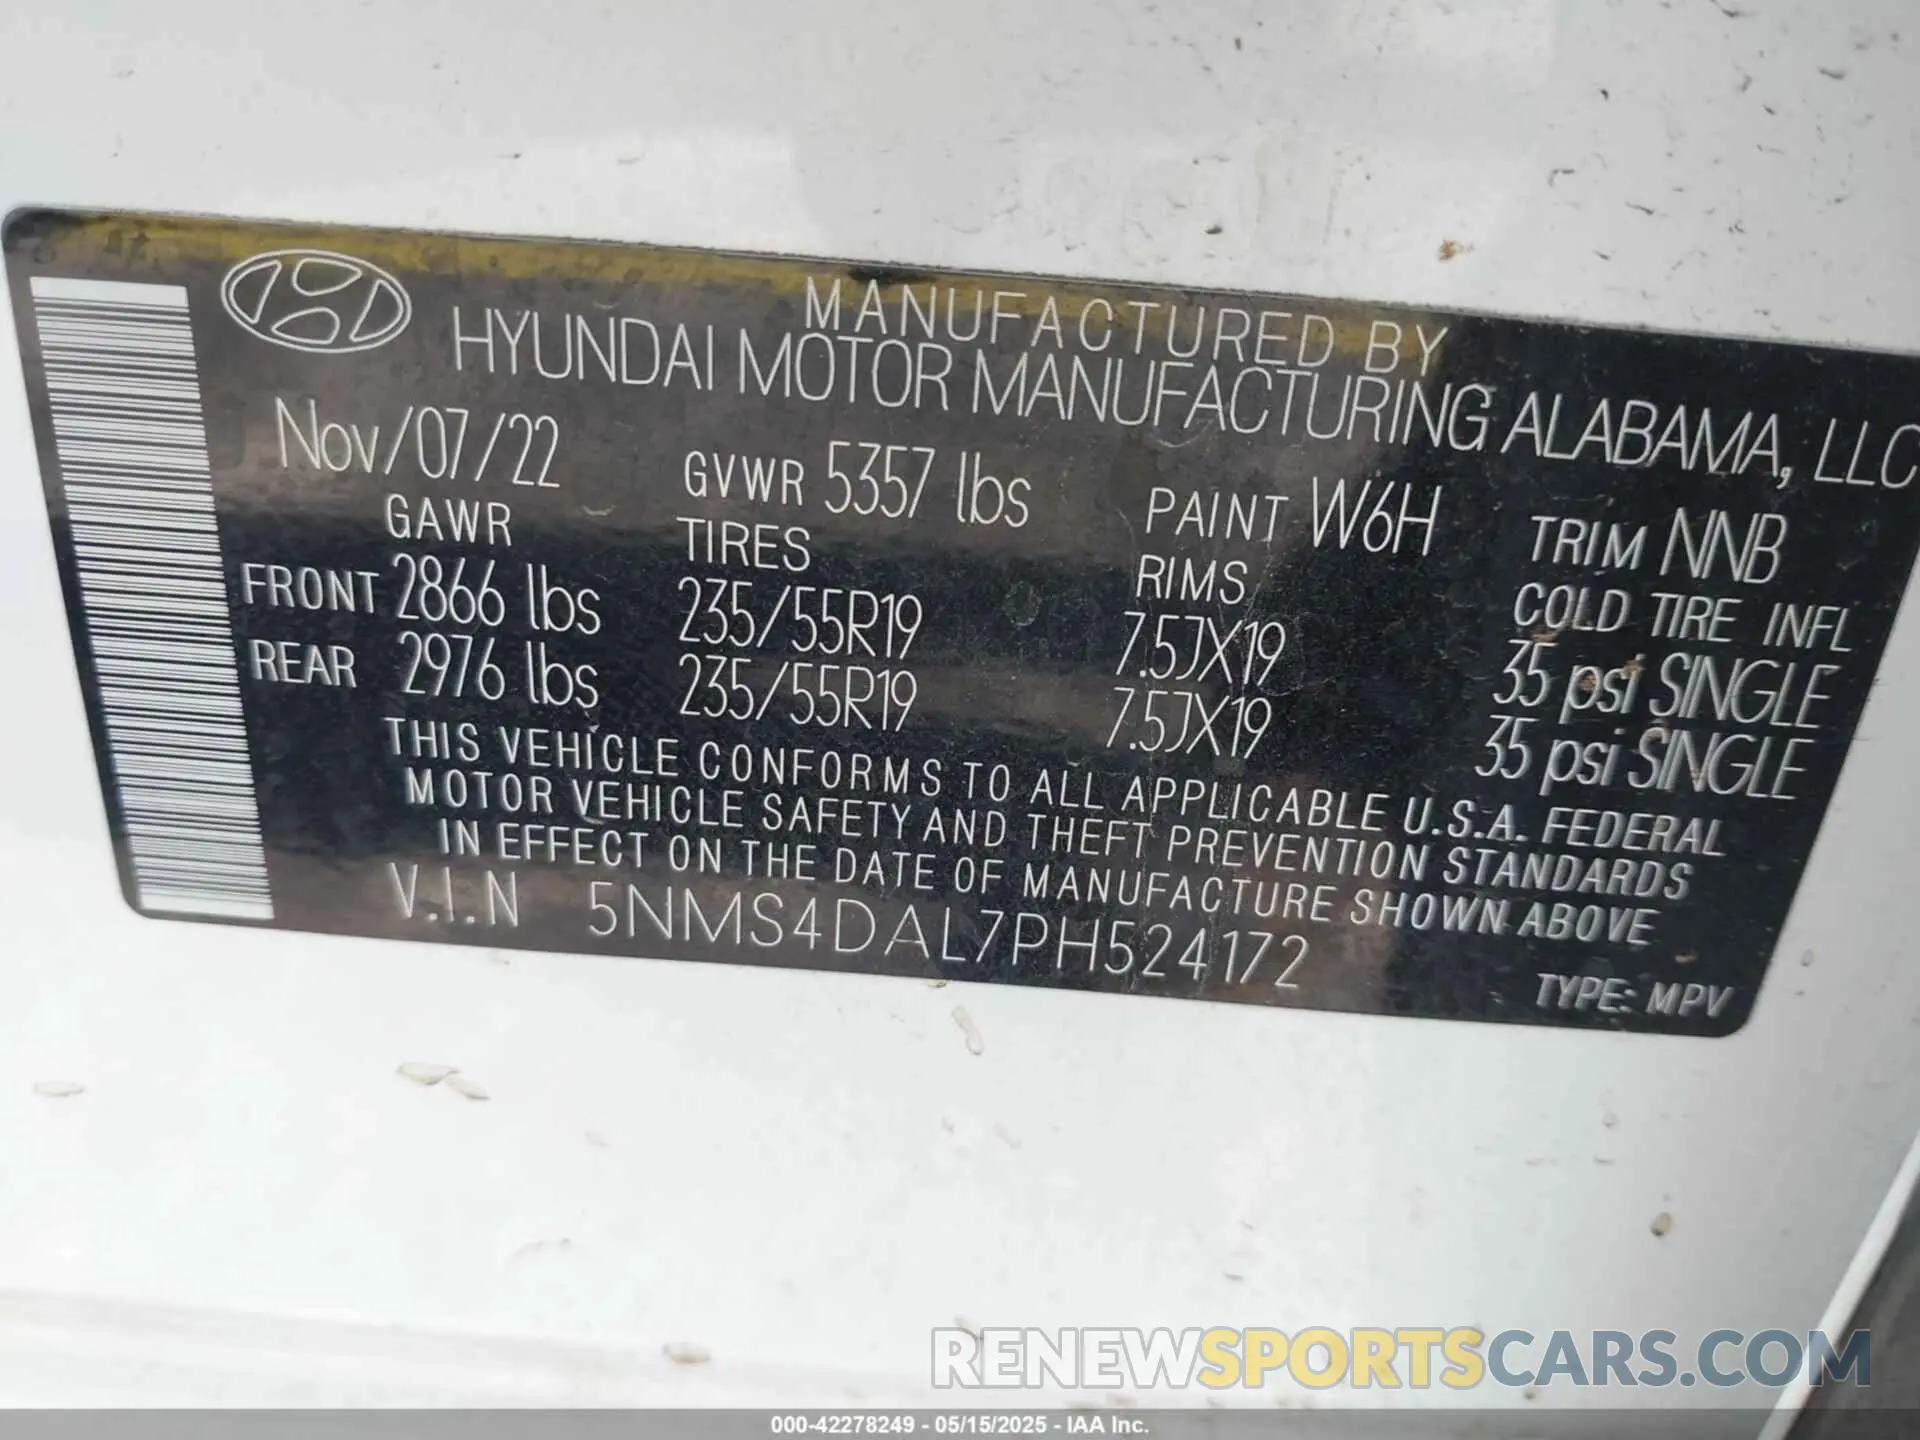 MANUFACTURED BY
HYUNDAI MOTOR MANUFACTURING ALABAMA, LLC
Nov/07/22 GVWR 5357 lbs PAINT W6H TRIM NNB
GAWR TIRES RIMS COLD TIRE INFL
FRONT 2866 lbs 235/55R19 7.5JX19 35 psi SINGLE
REAR 2976 lbs 235/55R19 7.5JX19 35 psi SINGLE
THIS VEHICLE CONFORMS TO ALL APPLICABLE U.S.A. FEDERAL
MOTOR VEHICLE SAFETY AND THEFT PREVENTION STANDARDS
IN EFFECT ON THE DATE OF MANUFACTURE SHOWN ABOVE
V.I.N 5NMS4DAL7PH524172
TYPE: MPV
RENEWSPORTSCARS.COM
000-42278249 - 05/15/2025 - IAA Inc.